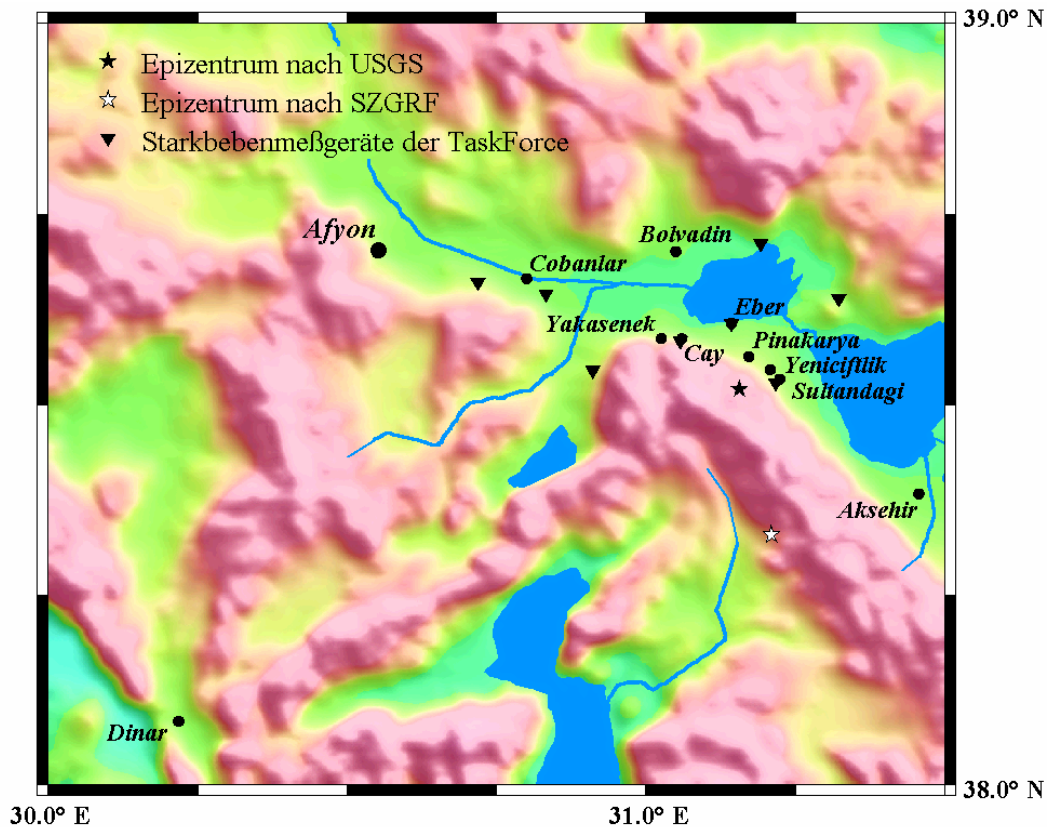 39.0° N
Epizentrum nach USGS
Epizentrum nach SZGRF
Starkbebenmeßgeräte der TaskForce
Afyon
Bolvadin
Cobanlar
Eber
Yakasenek
Cay
Pinakarya
Yeniciftlik
Sultandagi
Aksehir
Dinar
38.0° N
30.0° E
31.0° E